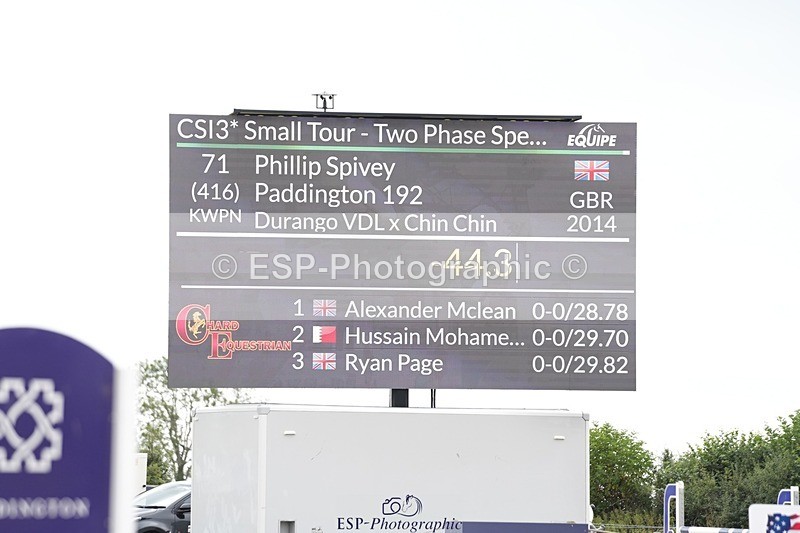 CSI3* Small Tour - Two Phase Spe...
EQUIPE
71 Phillip Spivey
(416) Paddington 192 GBR
KWPN Durango VDL x Chin Chin 2014
44.3
© ESP-Photographic ©
1 Alexander Mclean 0-0/28.78
CHARD EQUESTRIAN
2 Hussain Mohame... 0-0/29.70
3 Ryan Page 0-0/29.82
DDINGTON
ESP-Photographic